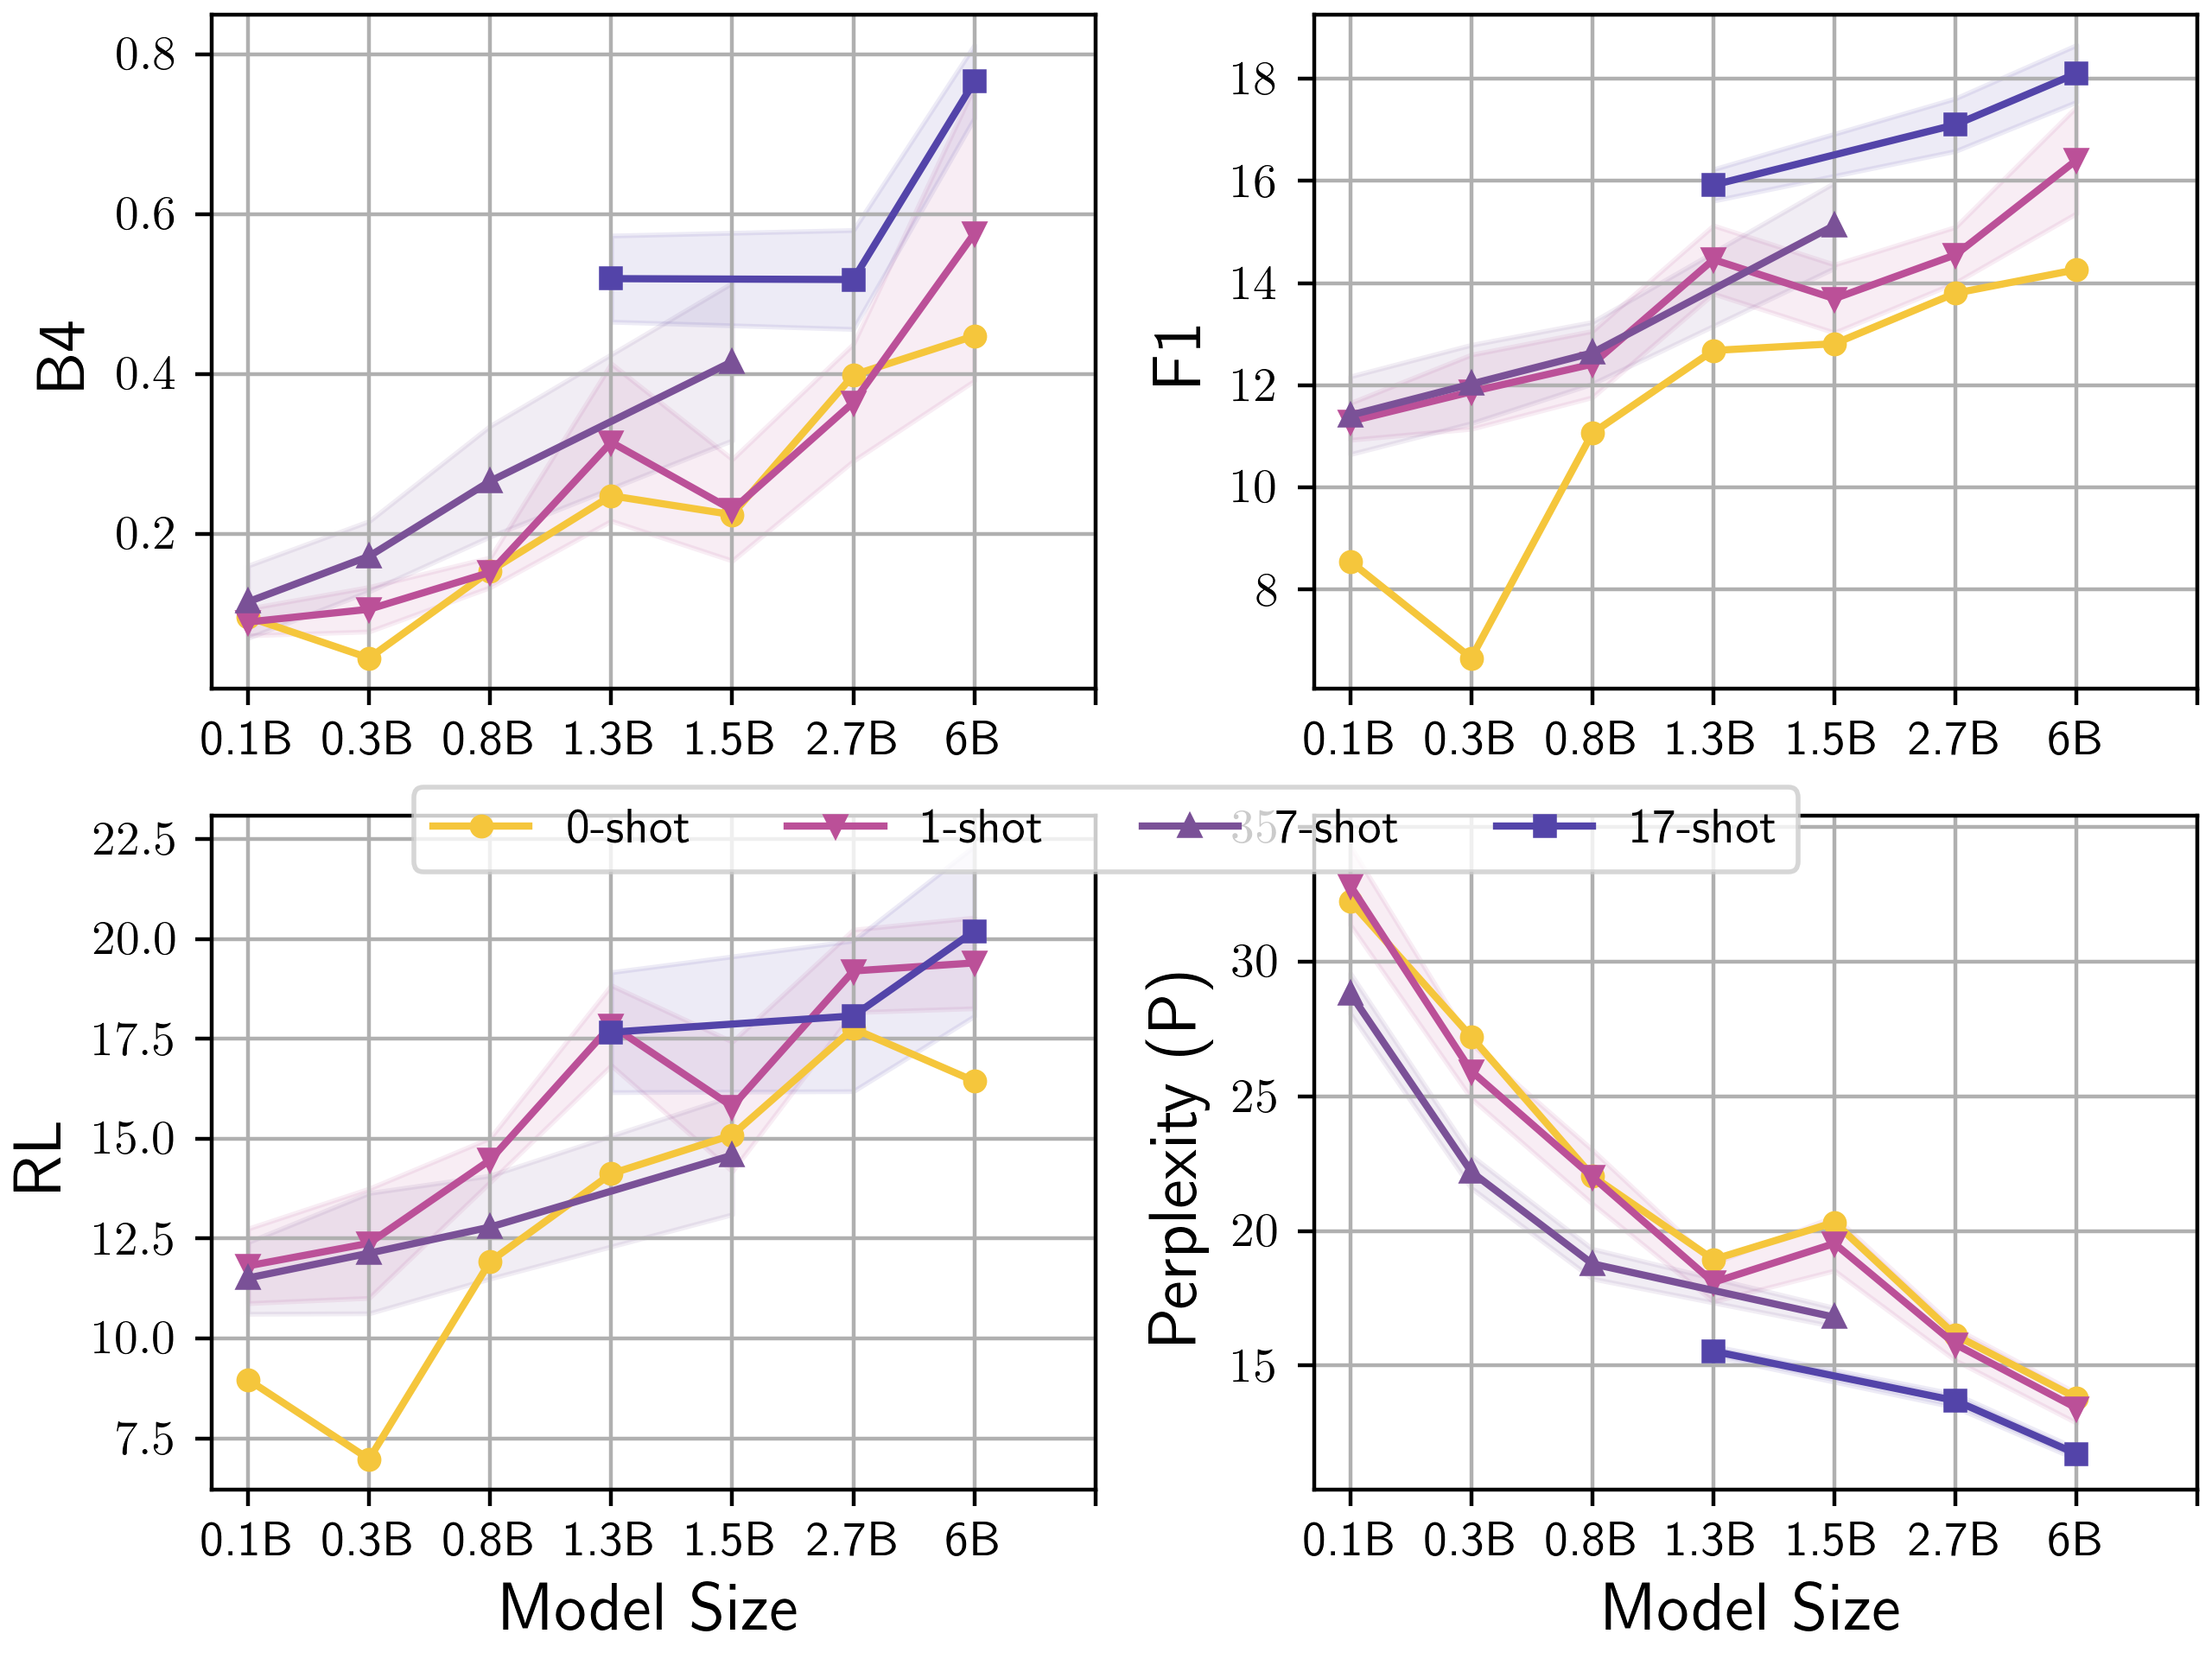 B4
0.8
0.6
0.4
0.2
0.1B 0.3B 0.8B 1.3B 1.5B 2.7B 6B
F1
18
16
14
12
10
8
0.1B 0.3B 0.8B 1.3B 1.5B 2.7B 6B
0-shot 1-shot 7-shot 17-shot
RL
22.5
20.0
17.5
15.0
12.5
10.0
7.5
0.1B 0.3B 0.8B 1.3B 1.5B 2.7B 6B
Model Size
Perplexity (P)
35
30
25
20
15
0.1B 0.3B 0.8B 1.3B 1.5B 2.7B 6B
Model Size